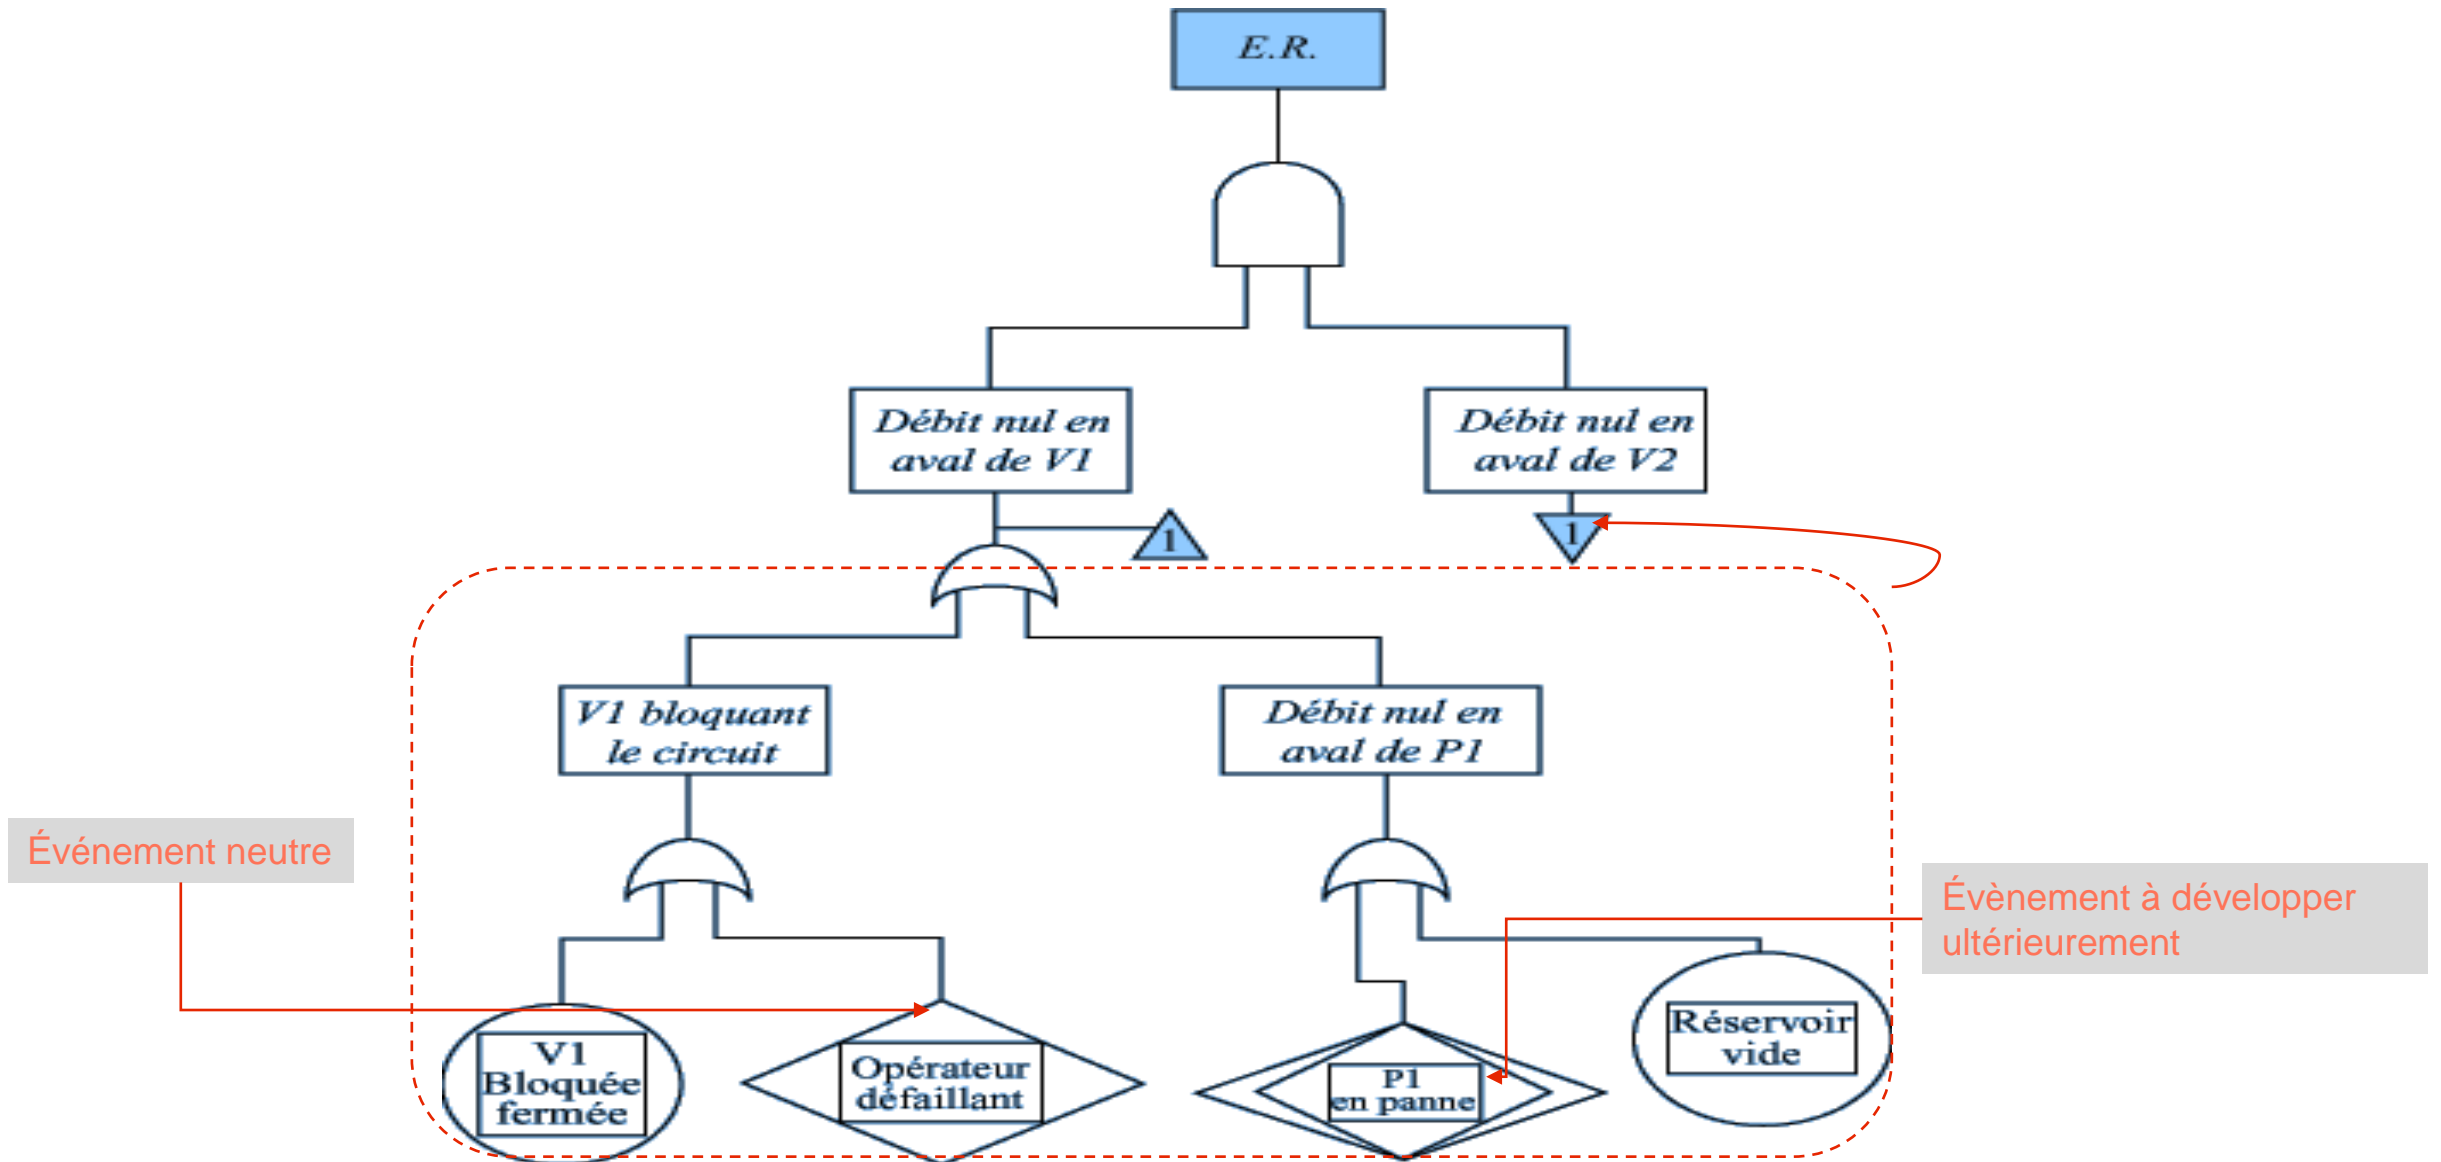 E.R.
Débit nul en
aval de V1
Débit nul en
aval de V2
1
1
V1 bloquant
le circuit
Débit nul en
aval de P1
Événement neutre
Évènement à développer
ultérieurement
V1
Bloquée
fermée
Opérateur
défaillant
P1
en panne
Réservoir
vide